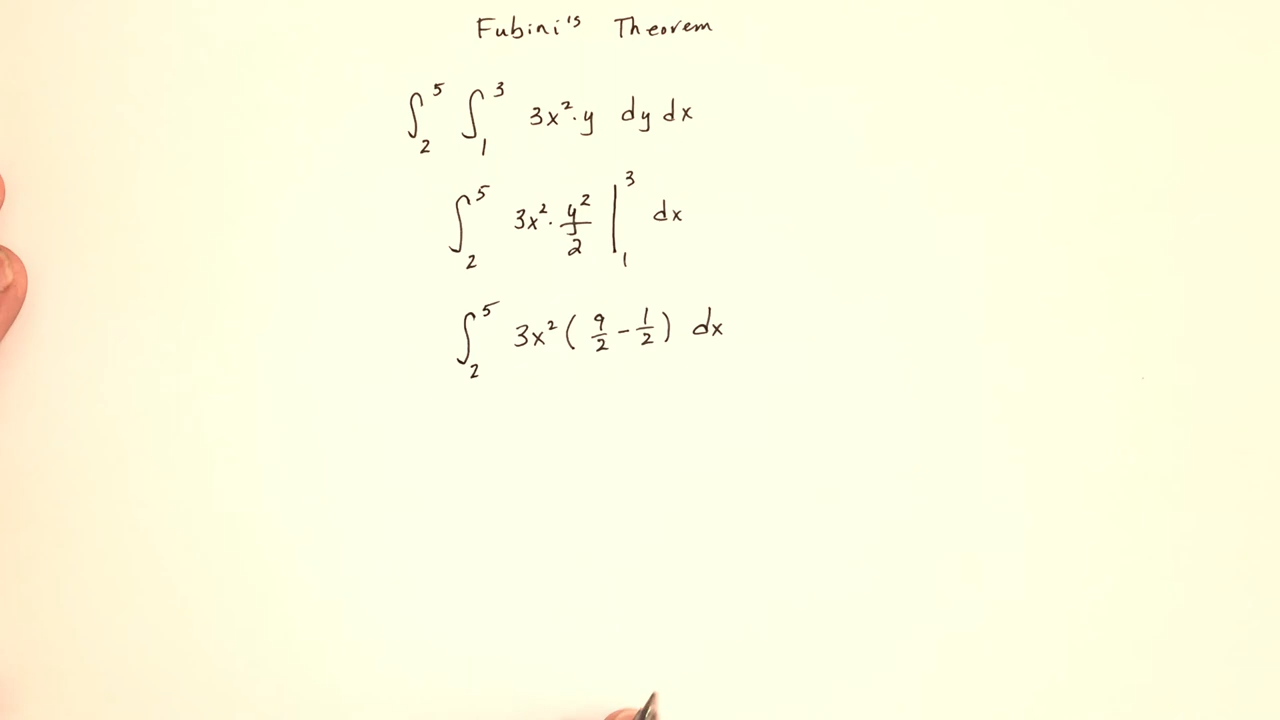 Fubini's Theorem
∫₂⁵ ∫₁³ 3x²·y dy dx
∫₂⁵ 3x²·y²/2 |₁³ dx
∫₂⁵ 3x²(9/2 - 1/2) dx